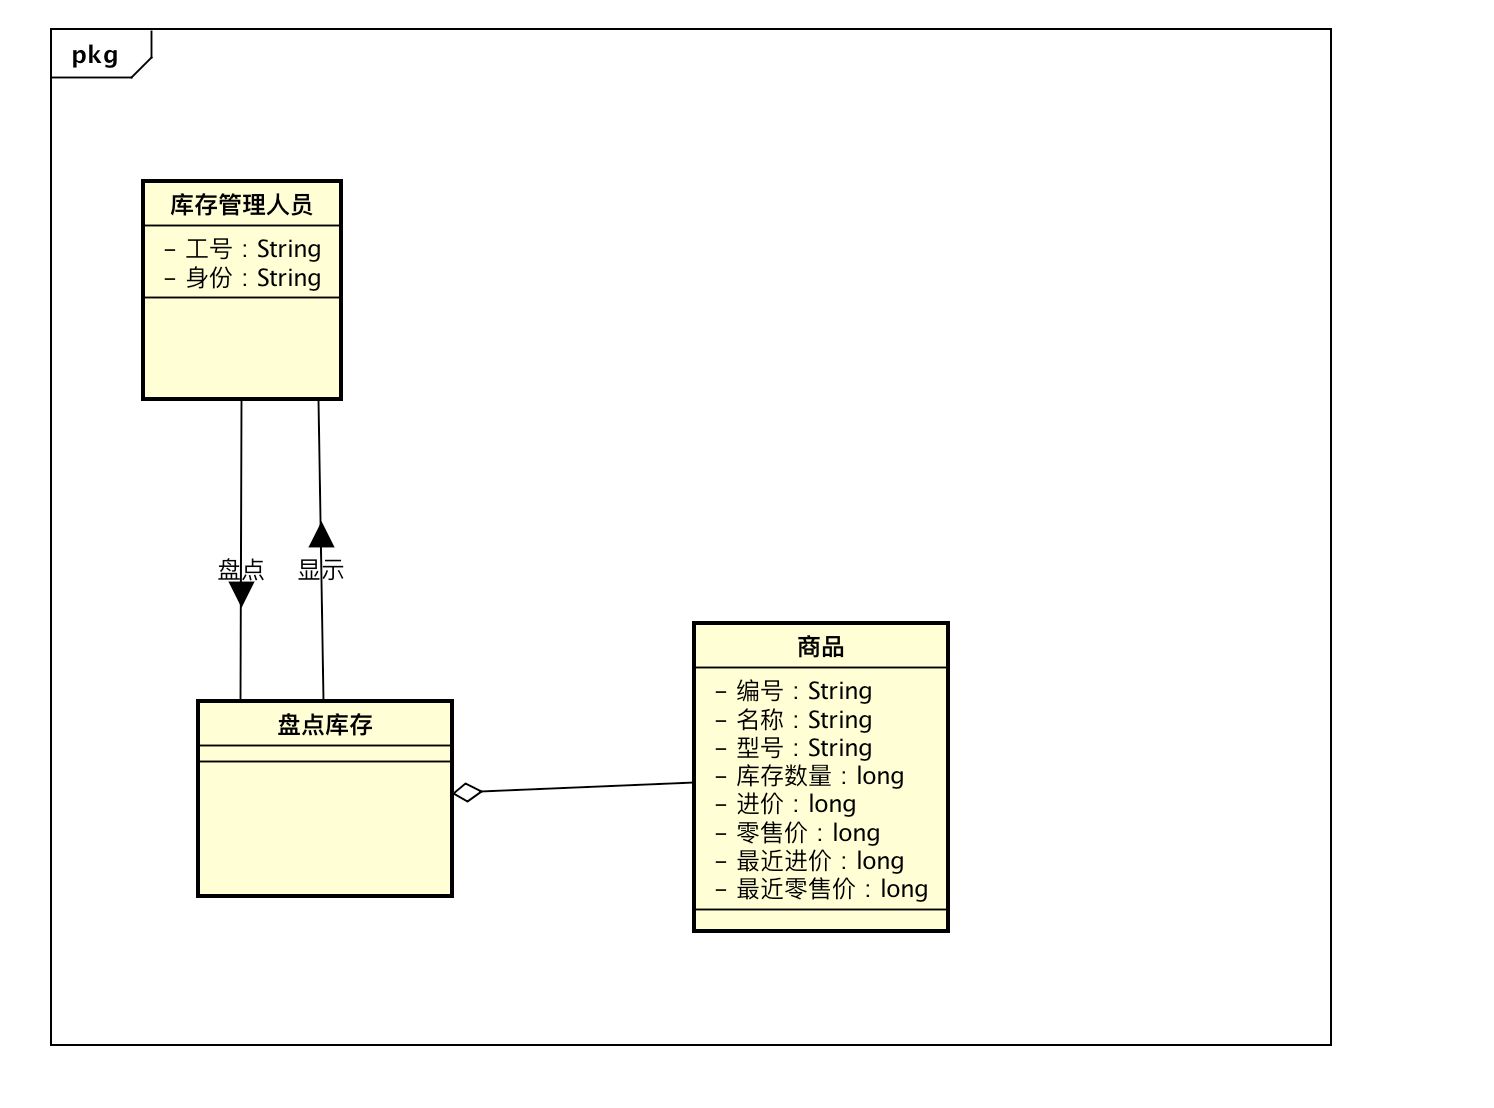 pkg
库存管理人员
- 工号 : String
- 身份 : String
盘点
显示
盘点库存
商品
- 编号 : String
- 名称 : String
- 型号 : String
- 库存数量 : long
- 进价 : long
- 零售价 : long
- 最近进价 : long
- 最近零售价 : long